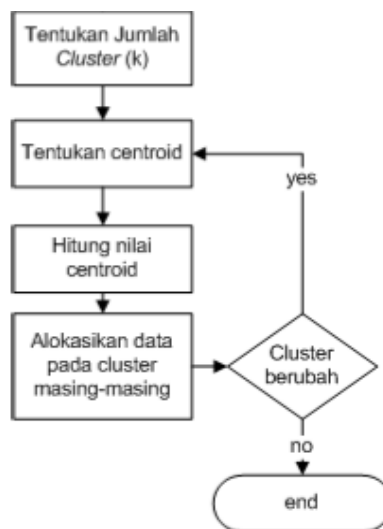 Tentukan Jumlah
Cluster (k)
Tentukan centroid
yes
Hitung nilai
centroid
Alokasikan data
pada cluster
masing-masing
Cluster
berubah
no
end